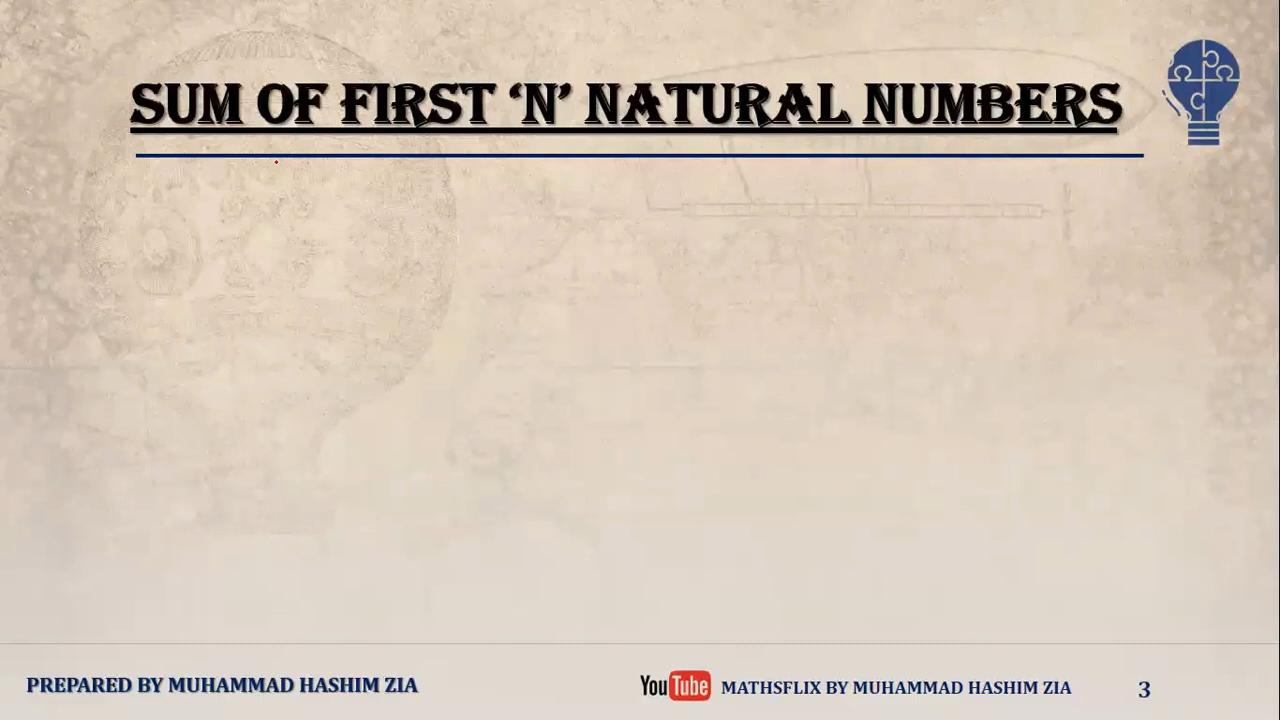 SUM OF FIRST ‘N’ NATURAL NUMBERS
PREPARED BY MUHAMMAD HASHIM ZIA
YouTube MATHSFLIX BY MUHAMMAD HASHIM ZIA 3